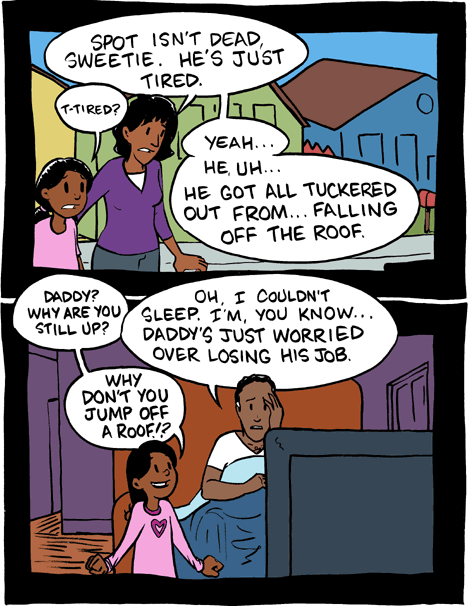 SPOT ISN'T DEAD,
SWEETIE. HE'S JUST
TIRED.
T-TIRED?
YEAH...
HE, UH...
HE GOT ALL TUCKERED
OUT FROM... FALLING
OFF THE ROOF.
DADDY?
WHY ARE YOU
STILL UP?
OH, I COULDN'T
SLEEP. I'M, YOU KNOW...
DADDY'S JUST WORRIED
OVER LOSING HIS JOB.
WHY
DON'T YOU
JUMP OFF
A ROOF!?